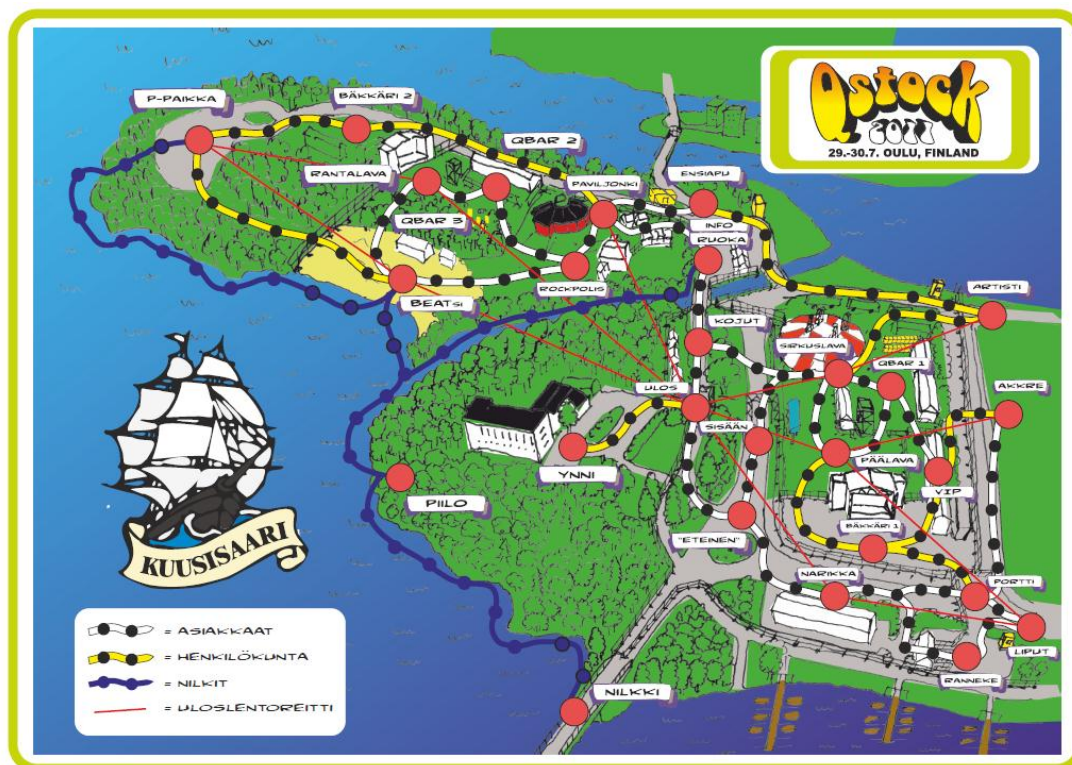 Qstock
2011
29.-30.7. OULU, FINLAND
P-PAIKKA
BÄKKÄRI 2
QBAR 2
RANTALAVA
PAVILJONKI
ENSIAPU
QBAR 3
INFO
RUOKA
ROCKPOLIS
BEATSI
ARTISTI
KOJUT
SIRKUSLAVA
QBAR 1
ULOS
AKKRE
SISÄÄN
YNNI
PÄÄLAVA
PIILO
VIP
"ETEINEN"
BÄKKÄRI 1
NARIKKA
PORTTI
LIPUT
RANNEKE
NILKKI
KUUSISAARI
= ASIAKKAAT
= HENKILÖKUNTA
= NILKIT
= ULOSLENTOREITTI